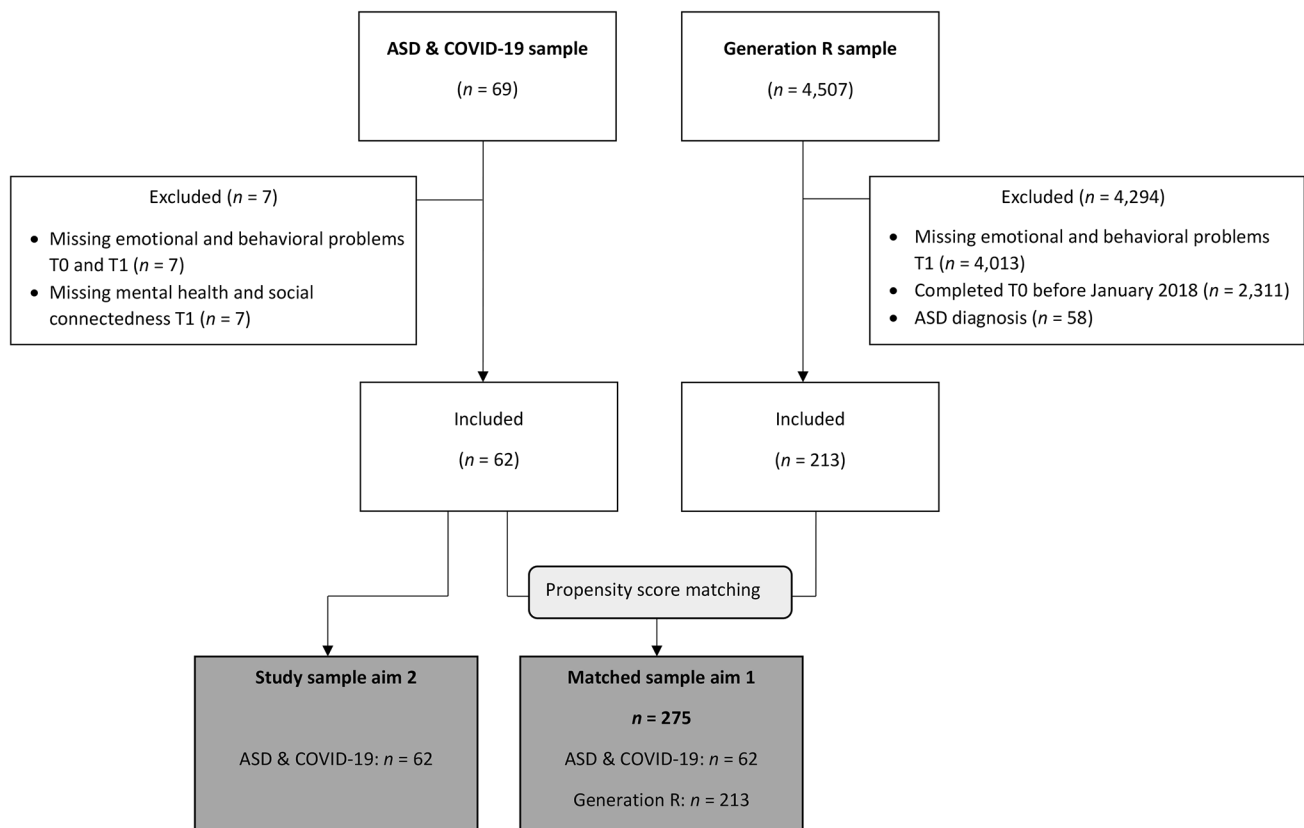 ASD & COVID-19 sample
(n = 69)
Generation R sample
(n = 4,507)
Excluded (n = 7)
• Missing emotional and behavioral problems
T0 and T1 (n = 7)
• Missing mental health and social
connectedness T1 (n = 7)
Excluded (n = 4,294)
• Missing emotional and behavioral problems
T1 (n = 4,013)
• Completed T0 before January 2018 (n = 2,311)
• ASD diagnosis (n = 58)
Included
(n = 62)
Included
(n = 213)
Propensity score matching
Study sample aim 2
ASD & COVID-19: n = 62
Matched sample aim 1
n = 275
ASD & COVID-19: n = 62
Generation R: n = 213